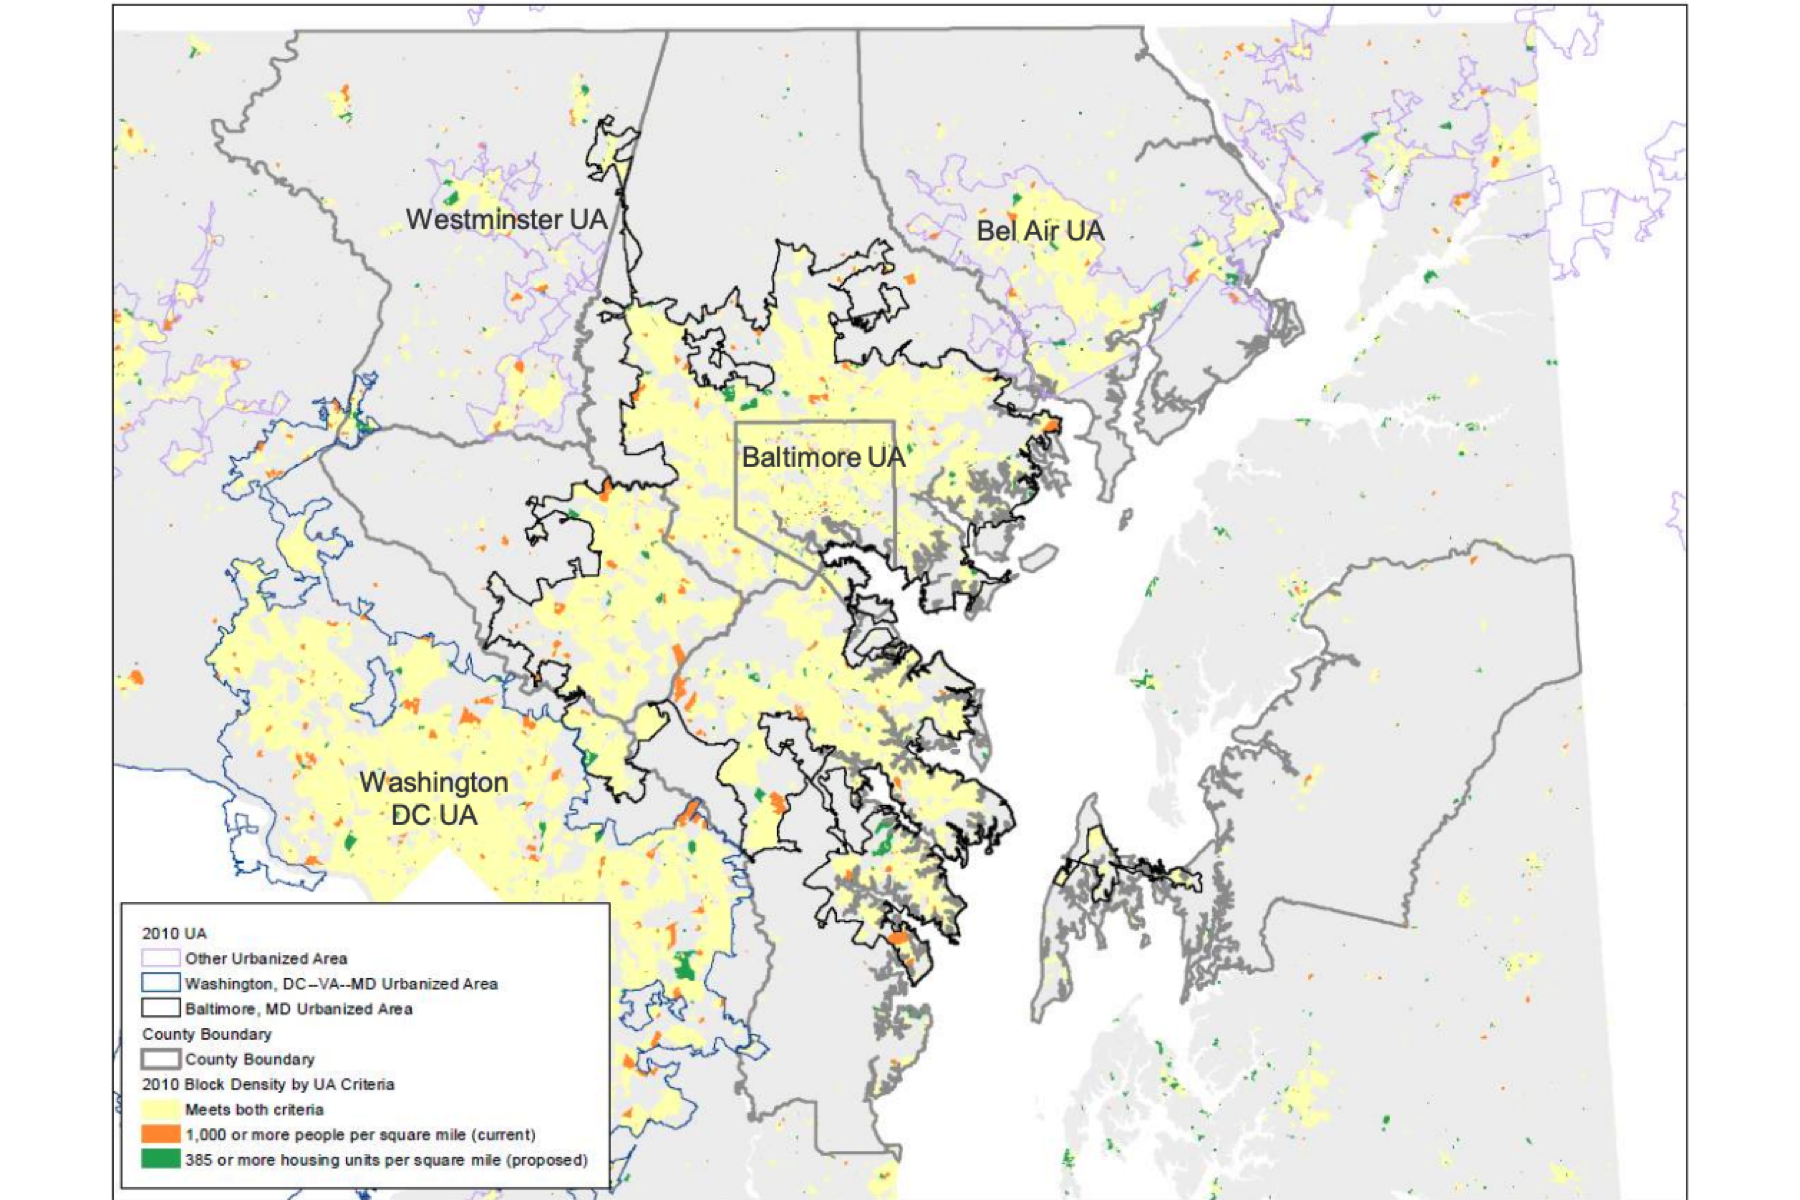 Westminster UA
Bel Air UA
Baltimore UA
Washington
DC UA
2010 UA
Other Urbanized Area
Washington, DC--VA--MD Urbanized Area
Baltimore, MD Urbanized Area
County Boundary
County Boundary
2010 Block Density by UA Criteria
Meets both criteria
1,000 or more people per square mile (current)
385 or more housing units per square mile (proposed)